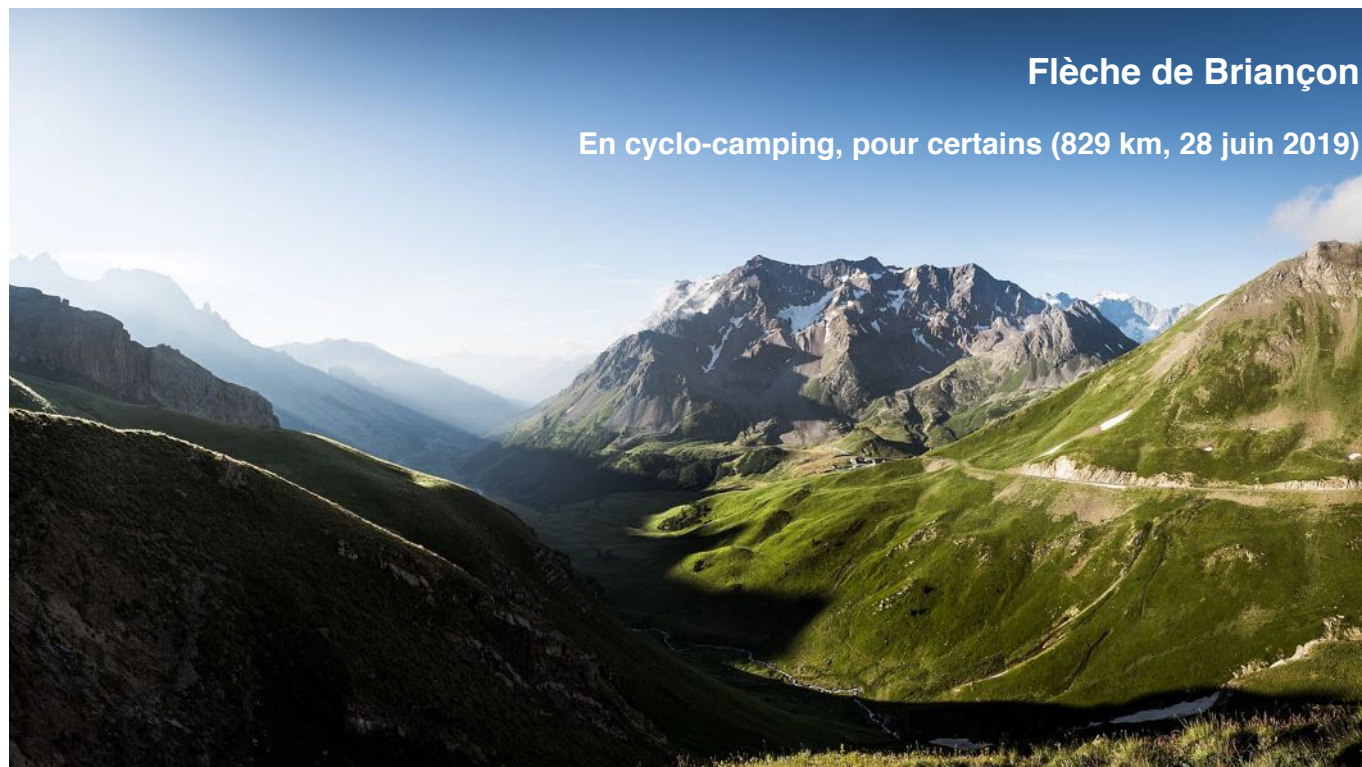 Flèche de Briançon
En cyclo-camping, pour certains (829 km, 28 juin 2019)